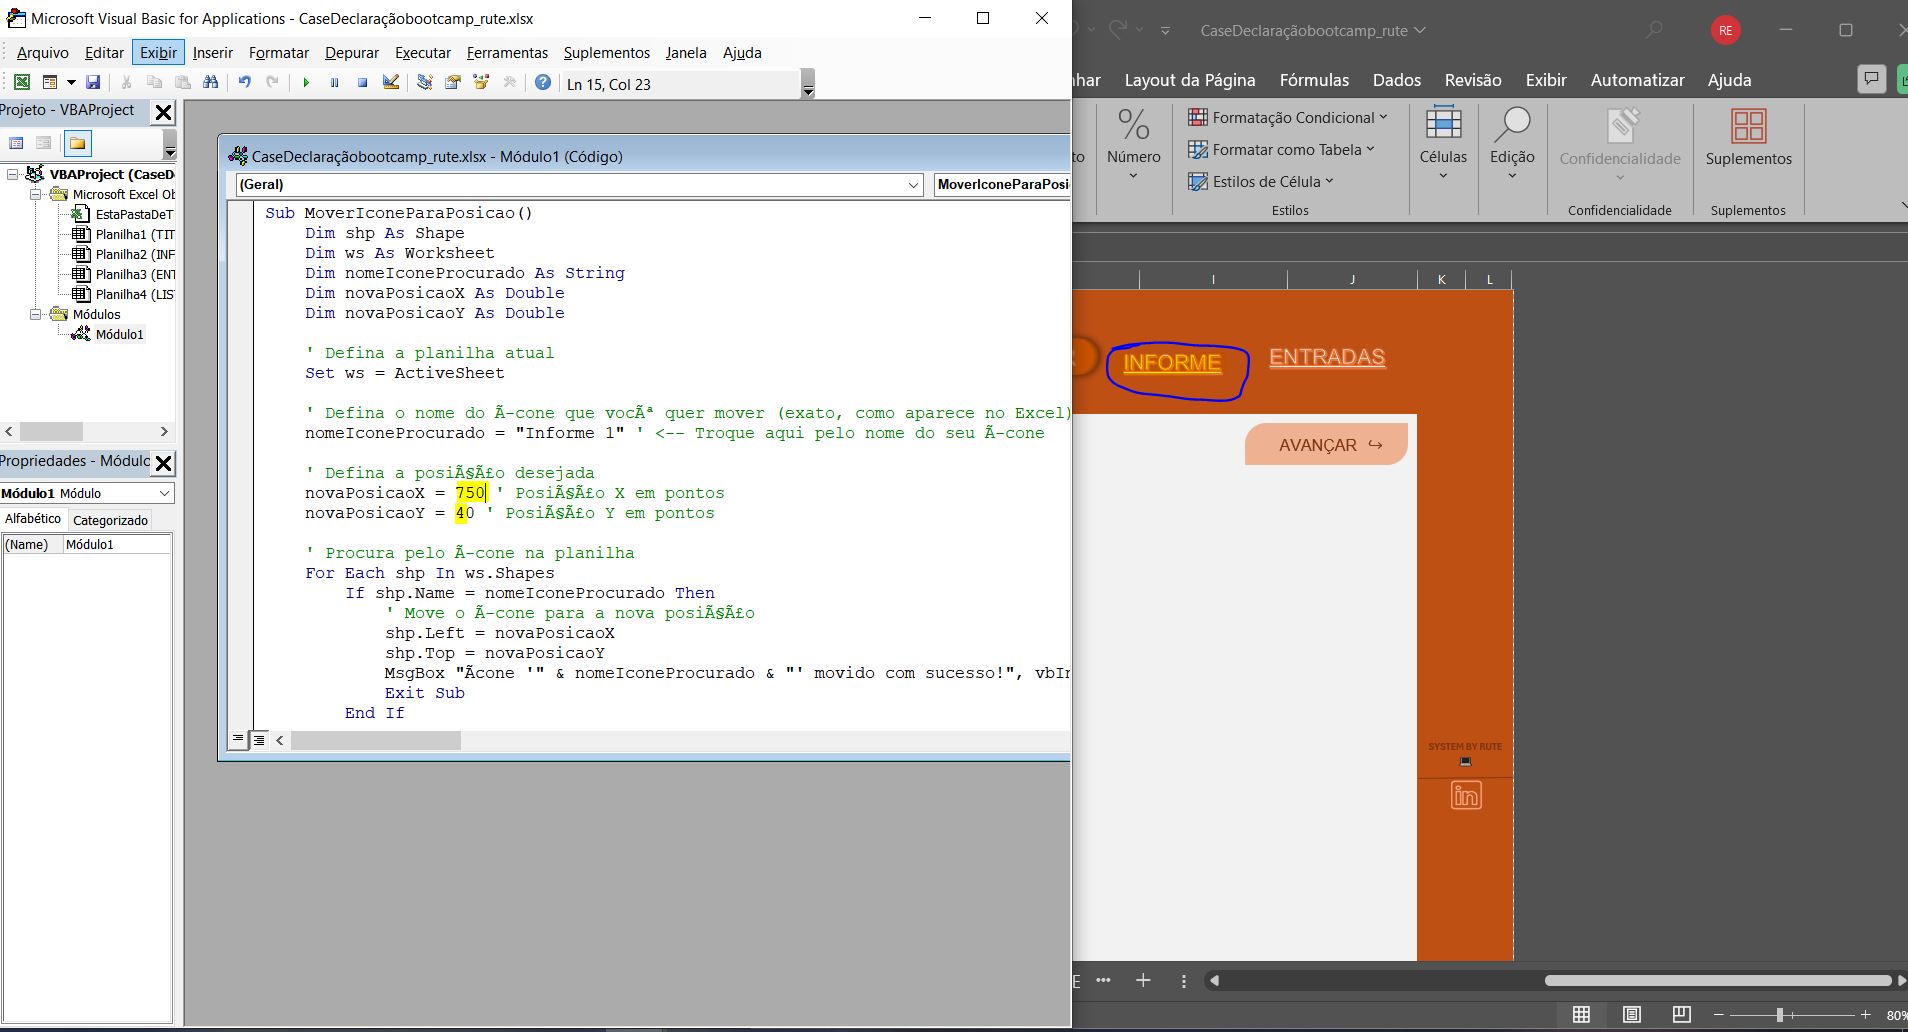 Microsoft Visual Basic for Applications - CaseDeclaraçãobootcamp_rute.xlsx
Arquivo Editar Exibir Inserir Formatar Depurar Executar Ferramentas Suplementos Janela Ajuda
Ln 15, Col 23
Projeto - VBAProject
VBAProject (CaseD
Microsoft Excel Ob
EstaPastaDeT
Planilha1 (TIT
Planilha2 (INF
Planilha3 (ENT
Planilha4 (LIS
Módulos
Módulo1
Propriedades - Módulo
Módulo1 Módulo
Alfabético Categorizado
(Name) Módulo1
CaseDeclaraçãobootcamp_rute.xlsx - Módulo1 (Código)
(Geral) MoverIconeParaPosi
Sub MoverIconeParaPosicao()
Dim shp As Shape
Dim ws As Worksheet
Dim nomeIconeProcurado As String
Dim novaPosicaoX As Double
Dim novaPosicaoY As Double
' Defina a planilha atual
Set ws = ActiveSheet
' Defina o nome do Ã-cone que vocÃª quer mover (exato, como aparece no Excel)
nomeIconeProcurado = "Informe 1" ' <-- Troque aqui pelo nome do seu Ã-cone
' Defina a posiÃ§Ã£o desejada
novaPosicaoX = 750 ' PosiÃ§Ã£o X em pontos
novaPosicaoY = 40 ' PosiÃ§Ã£o Y em pontos
' Procura pelo Ã-cone na planilha
For Each shp In ws.Shapes
If shp.Name = nomeIconeProcurado Then
' Move o Ã-cone para a nova posiÃ§Ã£o
shp.Left = novaPosicaoX
shp.Top = novaPosicaoY
MsgBox "Ãcone '" & nomeIconeProcurado & "' movido com sucesso!", vbIn
Exit Sub
End If
CaseDeclaraçãobootcamp_rute
RE
nhar Layout da Página Fórmulas Dados Revisão Exibir Automatizar Ajuda
to
%
Número
Formatação Condicional
Formatar como Tabela
Estilos de Célula
Estilos
Células
Edição
Confidencialidade
Confidencialidade
Suplementos
Suplementos
I J K L
INFORME
ENTRADAS
AVANÇAR ↪
SYSTEM BY RUTE
in
E ... +
80%